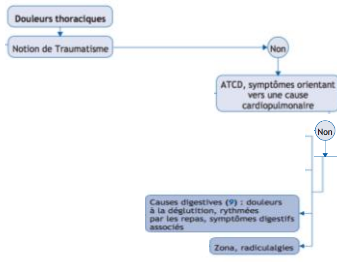 Douleurs thoraciques
Notion de Traumatisme
Non
ATCD, symptômes orientant
vers une cause
cardiopulmonaire
Non
Causes digestives (9) : douleurs
à la déglutition, rythmées
par les repas, symptômes digestifs
associés
Zona, radiculalgies